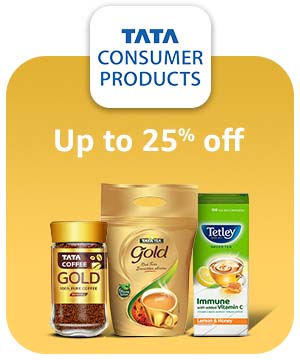 TATA
CONSUMER
PRODUCTS
Up to 25% off
TATA
COFFEE
GOLD
100% PURE COFFEE
TATA TEA
Gold
Tetley
GREEN TEA
Immune
with added Vitamin C
Lemon & Honey